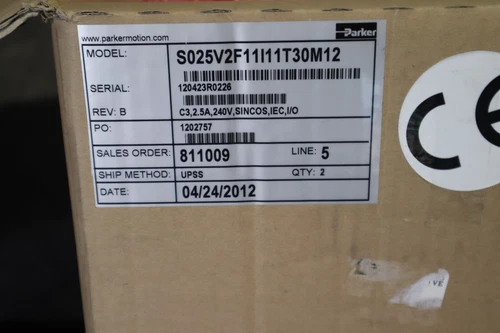 www.parkermotion.com Parker
MODEL: S025V2F11I11T30M12
SERIAL: 120423R0226
REV: B C3,2.5A,240V,SINCOS,IEC,I/O
PO: 1202757
SALES ORDER: 811009 LINE: 5
SHIP METHOD: UPSS QTY: 2
DATE: 04/24/2012
CE